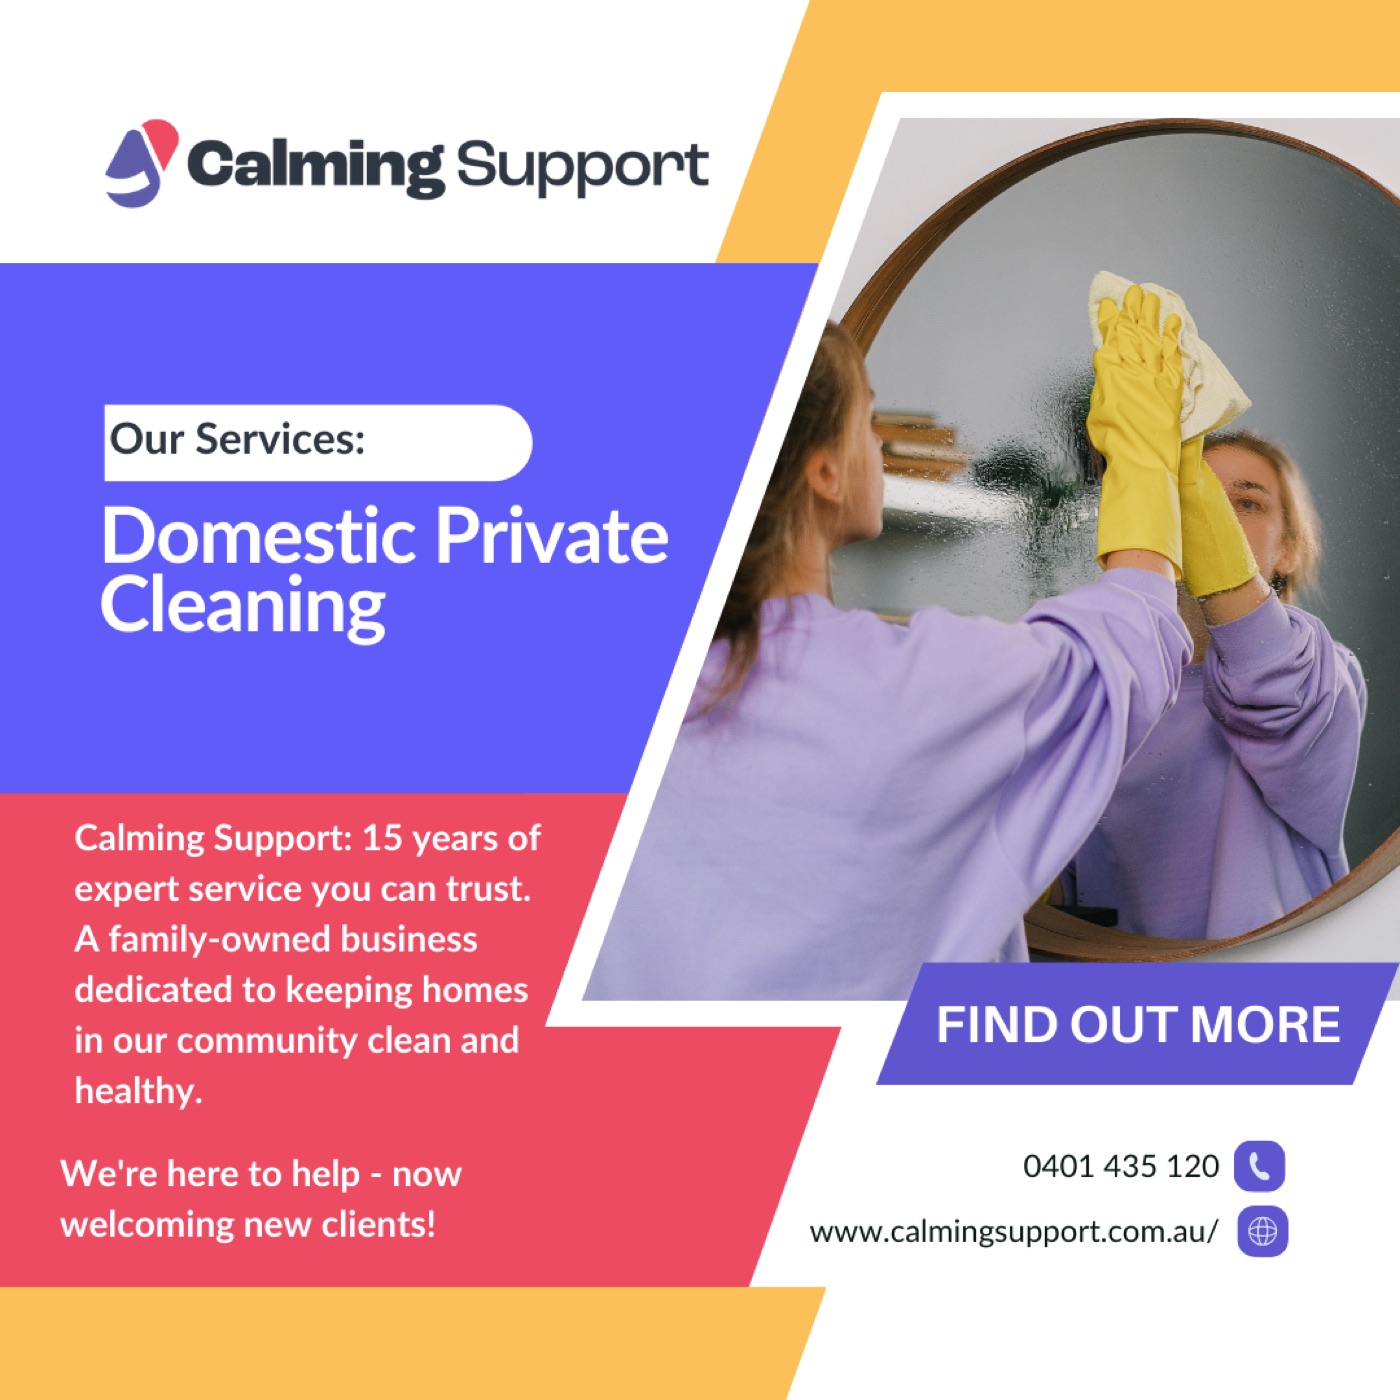 Calming Support
Our Services:
Domestic Private
Cleaning
Calming Support: 15 years of
expert service you can trust.
A family-owned business
dedicated to keeping homes
in our community clean and
healthy.
We're here to help - now
welcoming new clients!
FIND OUT MORE
0401 435 120
www.calmingsupport.com.au/